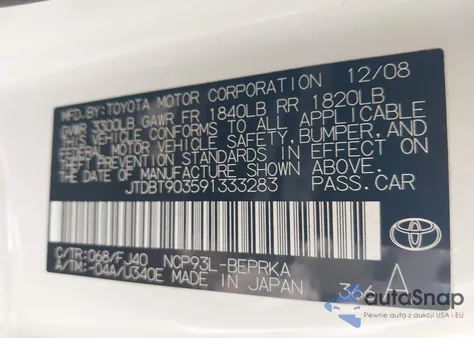 MFD.BY:TOYOTA MOTOR CORPORATION 12/08
GVWR 3300LB GAWR FR 1840LB RR 1820LB
THIS VEHICLE CONFORMS TO ALL APPLICABLE
FEDERAL MOTOR VEHICLE SAFETY,BUMPER,AND
THEFT PREVENTION STANDARDS IN EFFECT ON
THE DATE OF MANUFACTURE SHOWN ABOVE.
JTDBT903591333283 PASS.CAR
C/TR:068/FJ40 NCP93L-BEPRKA
A/TM:-04A/U340E MADE IN JAPAN 366 A
TOYOTA
autoSnap
Pewne auta z aukcji USA i EU